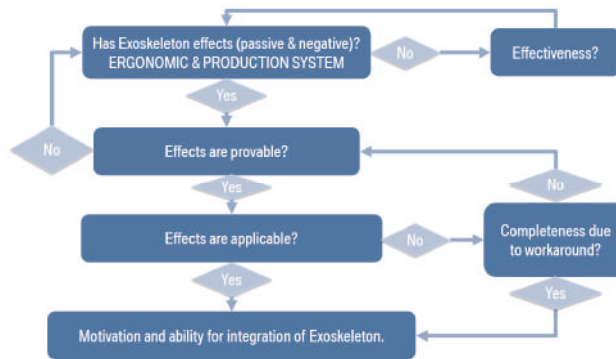 Has Exoskeleton effects (passive & negative)?
ERGONOMIC & PRODUCTION SYSTEM
No
Effectiveness?
Yes
No
Effects are provable?
Yes
No
Effects are applicable?
No
Completeness due
to workaround?
Yes
Yes
Motivation and ability for integration of Exoskeleton.